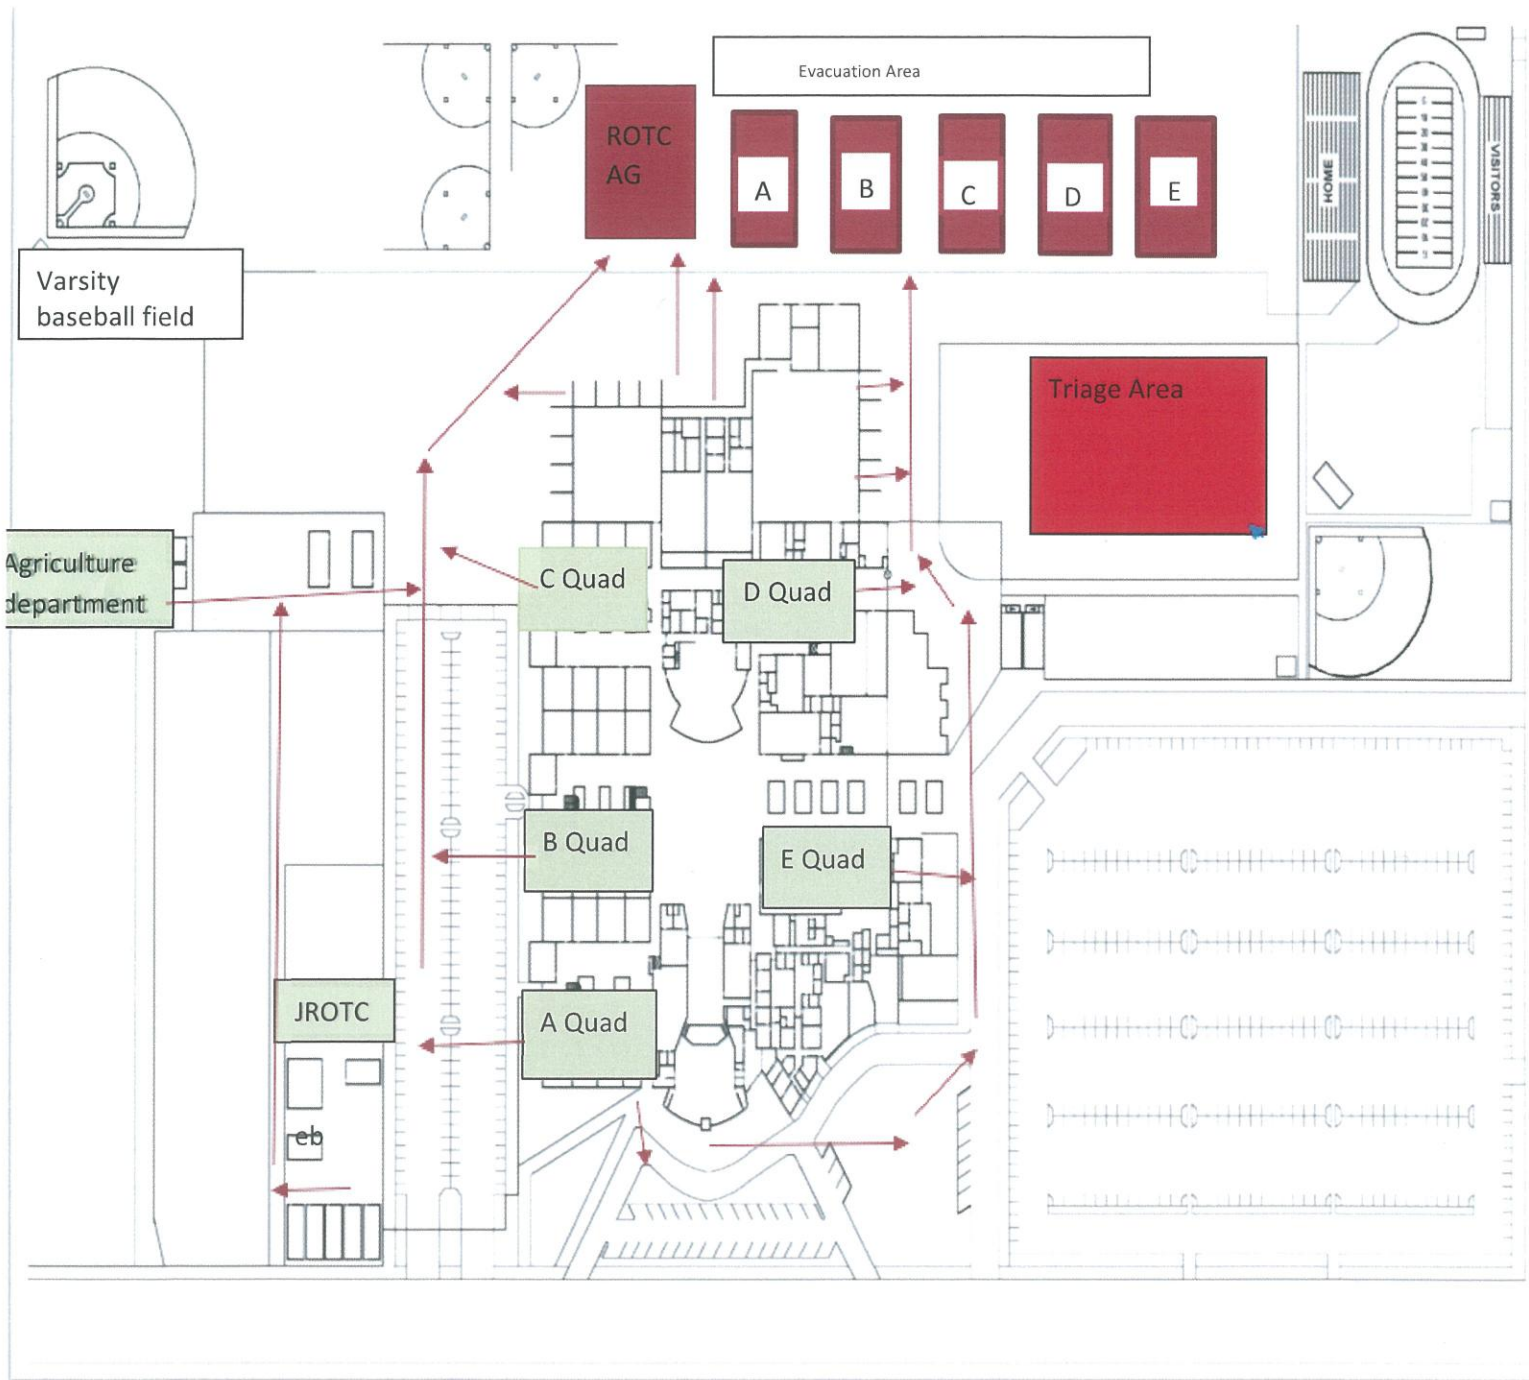 Evacuation Area
ROTC
AG
A
B
C
D
E
HOME
VISITORS
Varsity
baseball field
Triage Area
Agriculture
department
C Quad
D Quad
B Quad
E Quad
JROTC
A Quad
eb